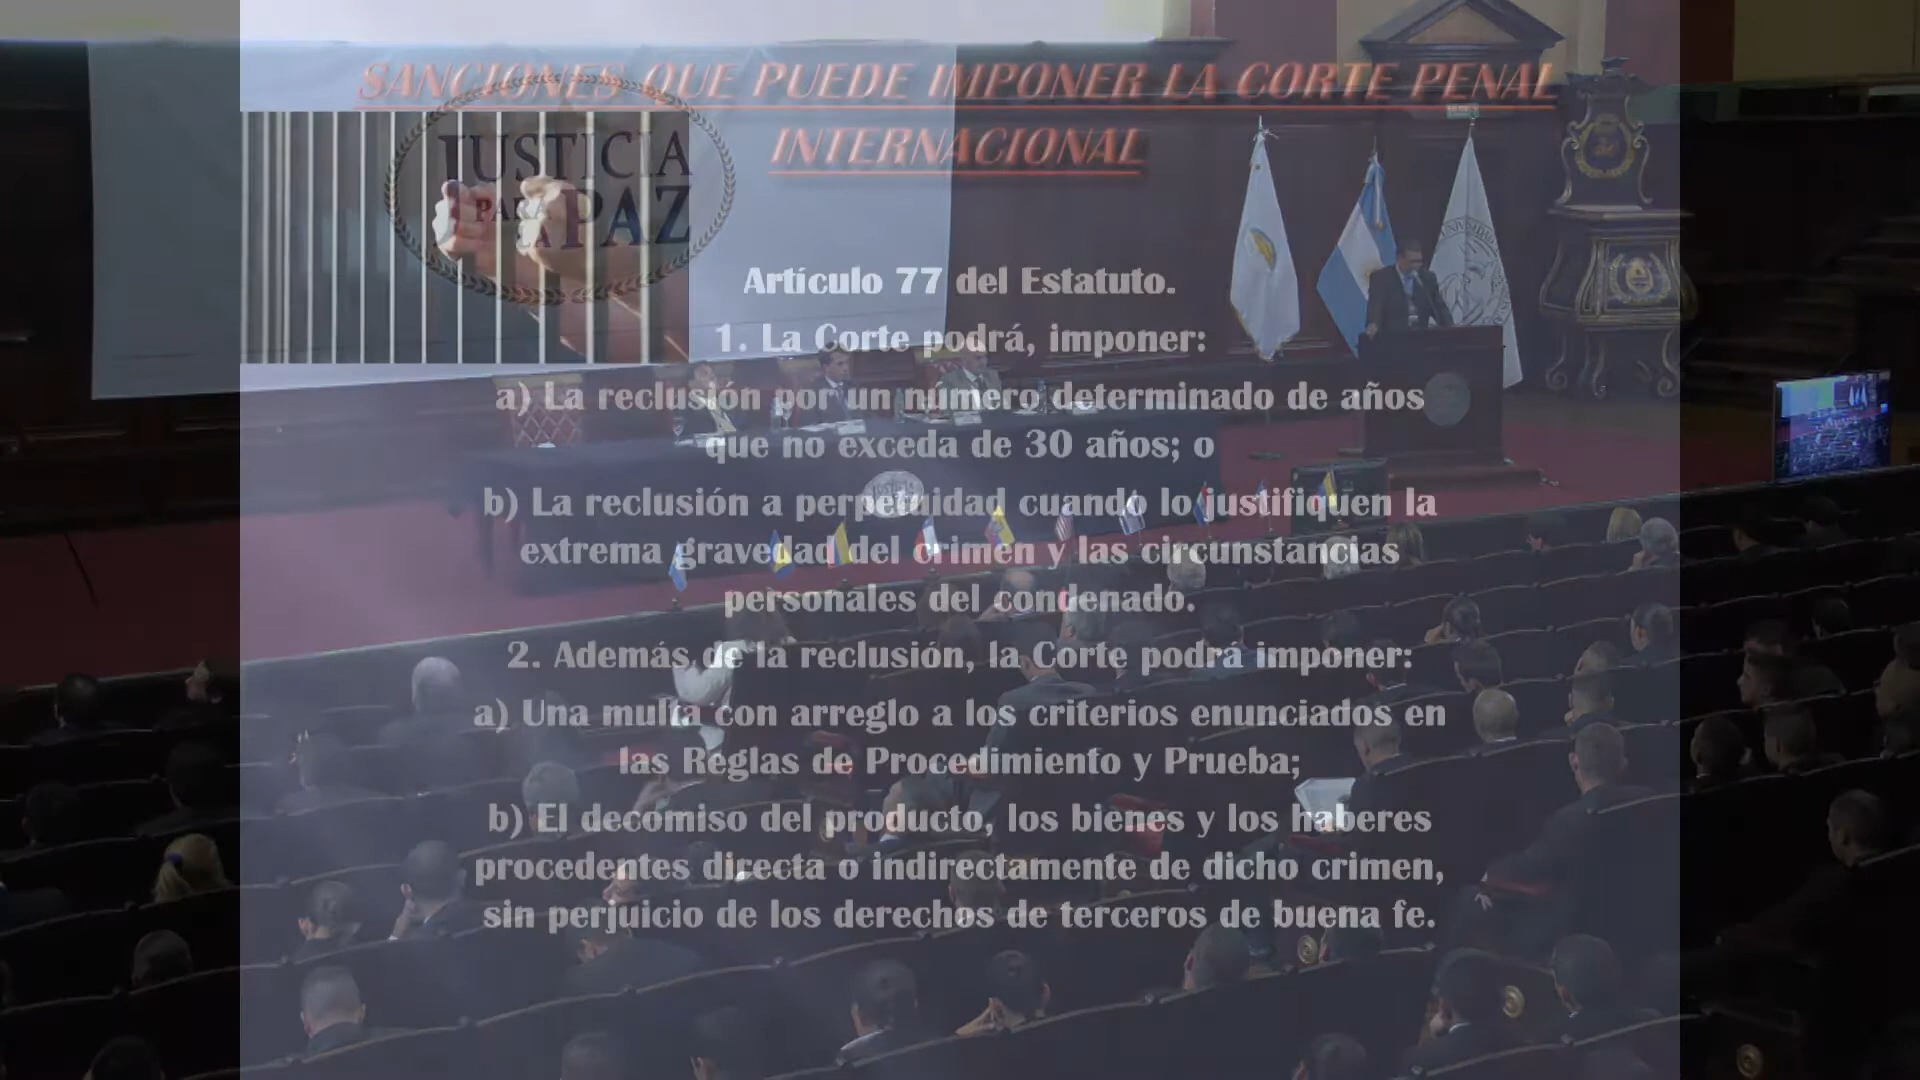 SANCIONES QUE PUEDE IMPONER LA CORTE PENAL
INTERNACIONAL
JUSTICIA
PARA LA PAZ
Artículo 77 del Estatuto.
1. La Corte podrá, imponer:
a) La reclusión por un número determinado de años
que no exceda de 30 años; o
b) La reclusión a perpetuidad cuando lo justifiquen la
extrema gravedad del crimen y las circunstancias
personales del condenado.
2. Además de la reclusión, la Corte podrá imponer:
a) Una multa con arreglo a los criterios enunciados en
las Reglas de Procedimiento y Prueba;
b) El decomiso del producto, los bienes y los haberes
procedentes directa o indirectamente de dicho crimen,
sin perjuicio de los derechos de terceros de buena fe.